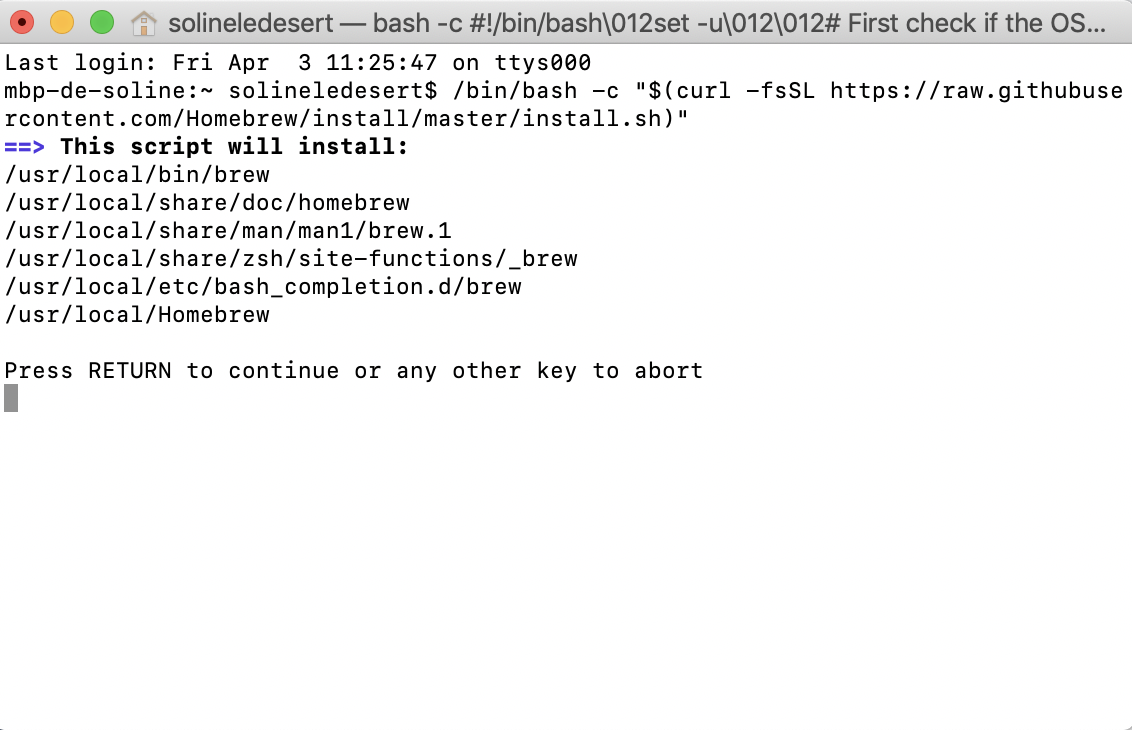 solineledesert — bash -c #!/bin/bash\012set -u\012\012# First check if the OS...
Last login: Fri Apr  3 11:25:47 on ttys000
mbp-de-soline:~ solineledesert$ /bin/bash -c "$(curl -fsSL https://raw.githubuse
rcontent.com/Homebrew/install/master/install.sh)"
==> This script will install:
/usr/local/bin/brew
/usr/local/share/doc/homebrew
/usr/local/share/man/man1/brew.1
/usr/local/share/zsh/site-functions/_brew
/usr/local/etc/bash_completion.d/brew
/usr/local/Homebrew
Press RETURN to continue or any other key to abort